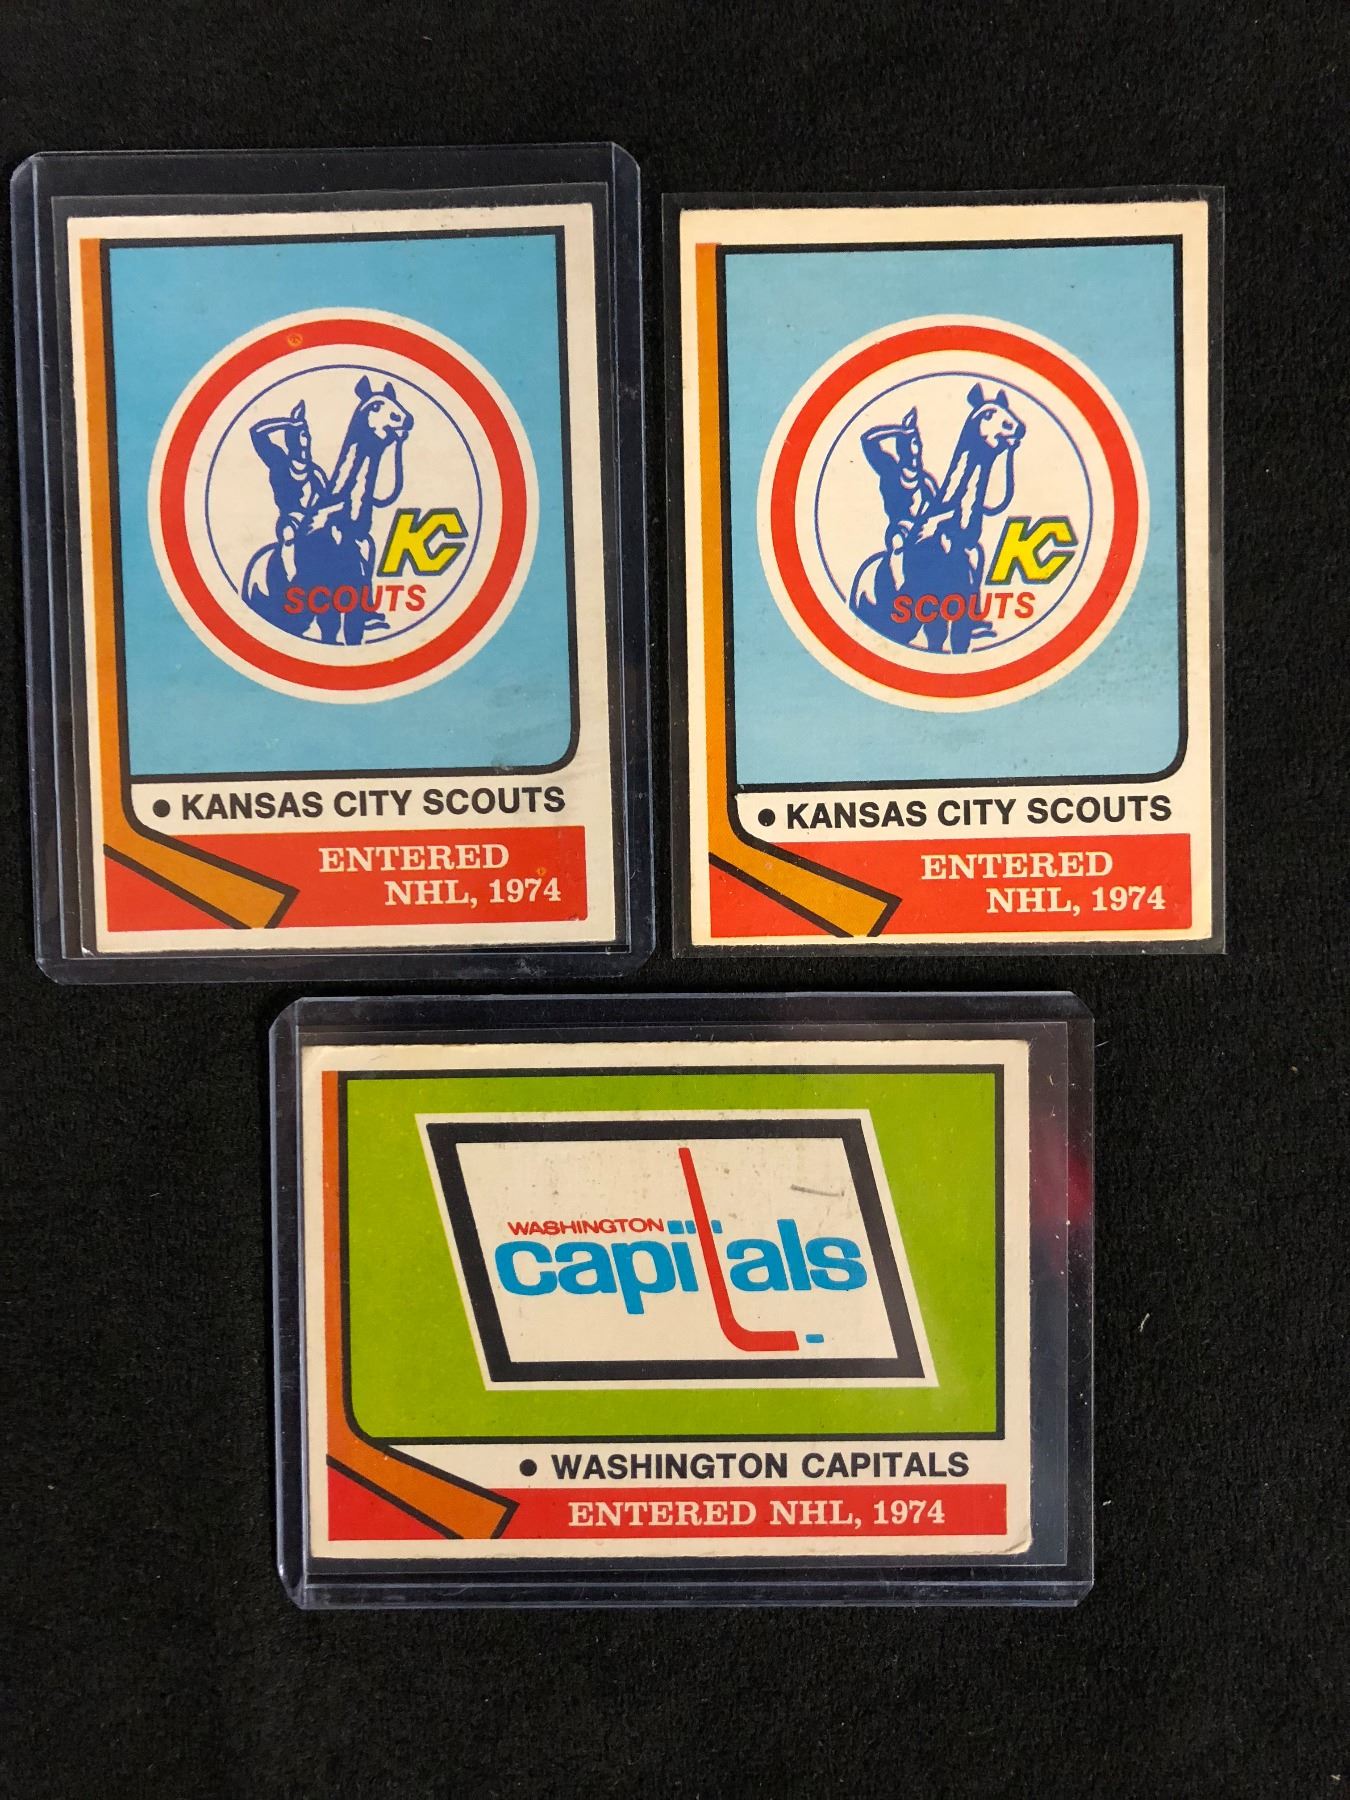 KC
SCOUTS
● KANSAS CITY SCOUTS
ENTERED
NHL, 1974
KC
SCOUTS
● KANSAS CITY SCOUTS
ENTERED
NHL, 1974
WASHINGTON
capitals
● WASHINGTON CAPITALS
ENTERED NHL, 1974